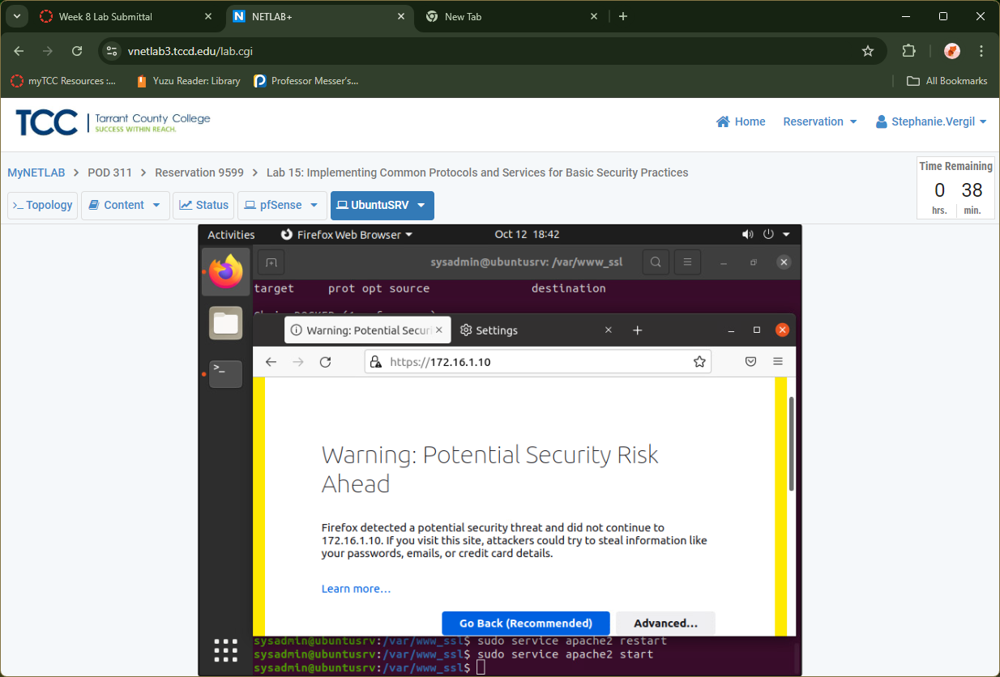 Week 8 Lab Submittal
NETLAB+
New Tab
vnetlab3.tccd.edu/lab.cgi
myTCC Resources :...
Yuzu Reader: Library
Professor Messer's...
All Bookmarks
TCC
Tarrant County College
SUCCESS WITHIN REACH.
Home
Reservation
Stephanie.Vergil
MyNETLAB > POD 311 > Reservation 9599 > Lab 15: Implementing Common Protocols and Services for Basic Security Practices
Time Remaining
0 38
hrs. min.
>_ Topology
Content
Status
pfSense
UbuntuSRV
Activities
Firefox Web Browser
Oct 12 18:42
sysadmin@ubuntusrv: /var/www_ssl
target prot opt source destination
Warning: Potential Secur
Settings
https://172.16.1.10
Warning: Potential Security Risk
Ahead
Firefox detected a potential security threat and did not continue to
172.16.1.10. If you visit this site, attackers could try to steal information like
your passwords, emails, or credit card details.
Learn more…
Go Back (Recommended)
Advanced…
sysadmin@ubuntusrv:/var/www_ssl$ sudo service apache2 restart
sysadmin@ubuntusrv:/var/www_ssl$ sudo service apache2 start
sysadmin@ubuntusrv:/var/www_ssl$